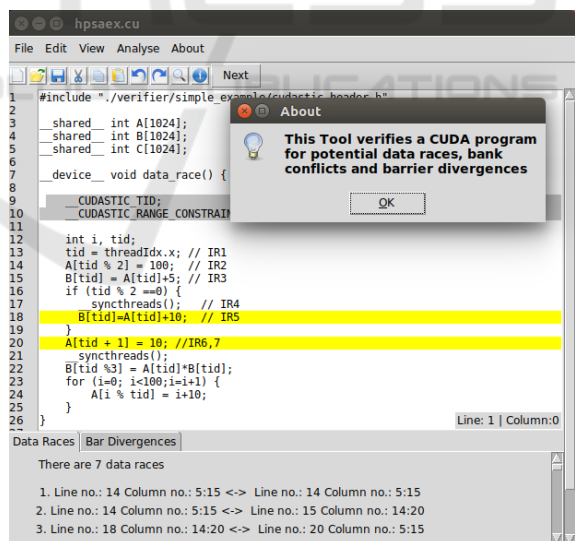 hpsaex.cu
File Edit View Analyse About
Next
1 #include "./verifier/simple_example/cudastic_header.h"
2
3 __shared__ int A[1024];
4 __shared__ int B[1024];
5 __shared__ int C[1024];
6
7 __device__ void data_race() {
8
9 __CUDASTIC_TID;
10 __CUDASTIC_RANGE_CONSTRAIN
11
12 int i, tid;
13 tid = threadIdx.x; // IR1
14 A[tid % 2] = 100; // IR2
15 B[tid] = A[tid]+5; // IR3
16 if (tid % 2 ==0) {
17 __syncthreads(); // IR4
18 B[tid]=A[tid]+10; // IR5
19 }
20 A[tid + 1] = 10; //IR6,7
21 __syncthreads();
22 B[tid %3] = A[tid]*B[tid];
23 for (i=0; i<100;i=i+1) {
24 A[i % tid] = i+10;
25 }
26 }
About
This Tool verifies a CUDA program
for potential data races, bank
conflicts and barrier divergences
OK
Line: 1 | Column:0
Data Races Bar Divergences
There are 7 data races
1. Line no.: 14 Column no.: 5:15 <-> Line no.: 14 Column no.: 5:15
2. Line no.: 14 Column no.: 5:15 <-> Line no.: 15 Column no.: 14:20
3. Line no.: 18 Column no.: 14:20 <-> Line no.: 20 Column no.: 5:15